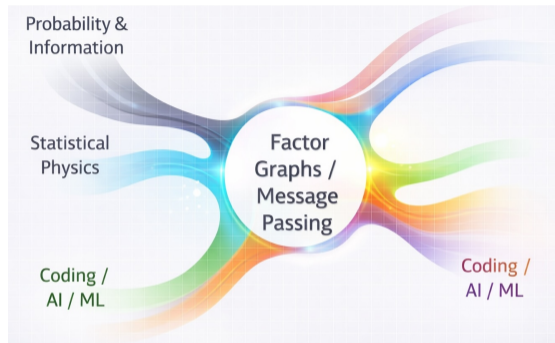 Probability &
Information
Statistical
Physics
Factor
Graphs /
Message
Passing
Coding /
AI / ML
Coding /
AI / ML